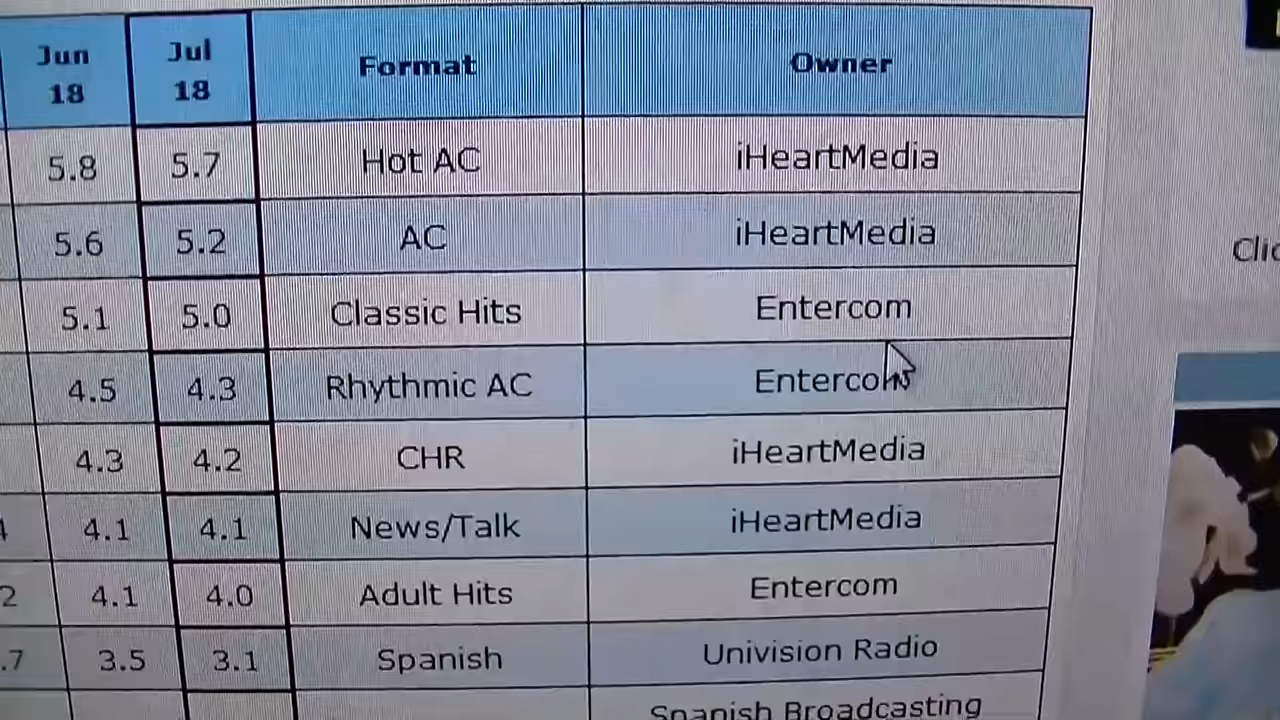 Jun 18 Jul 18 Format Owner
5.8 5.7 Hot AC iHeartMedia
5.6 5.2 AC iHeartMedia
5.1 5.0 Classic Hits Entercom
4.5 4.3 Rhythmic AC Entercom
4.3 4.2 CHR iHeartMedia
4.1 4.1 News/Talk iHeartMedia
2 4.1 4.0 Adult Hits Entercom
.7 3.5 3.1 Spanish Univision Radio
Spanish Broadcasting
Clic